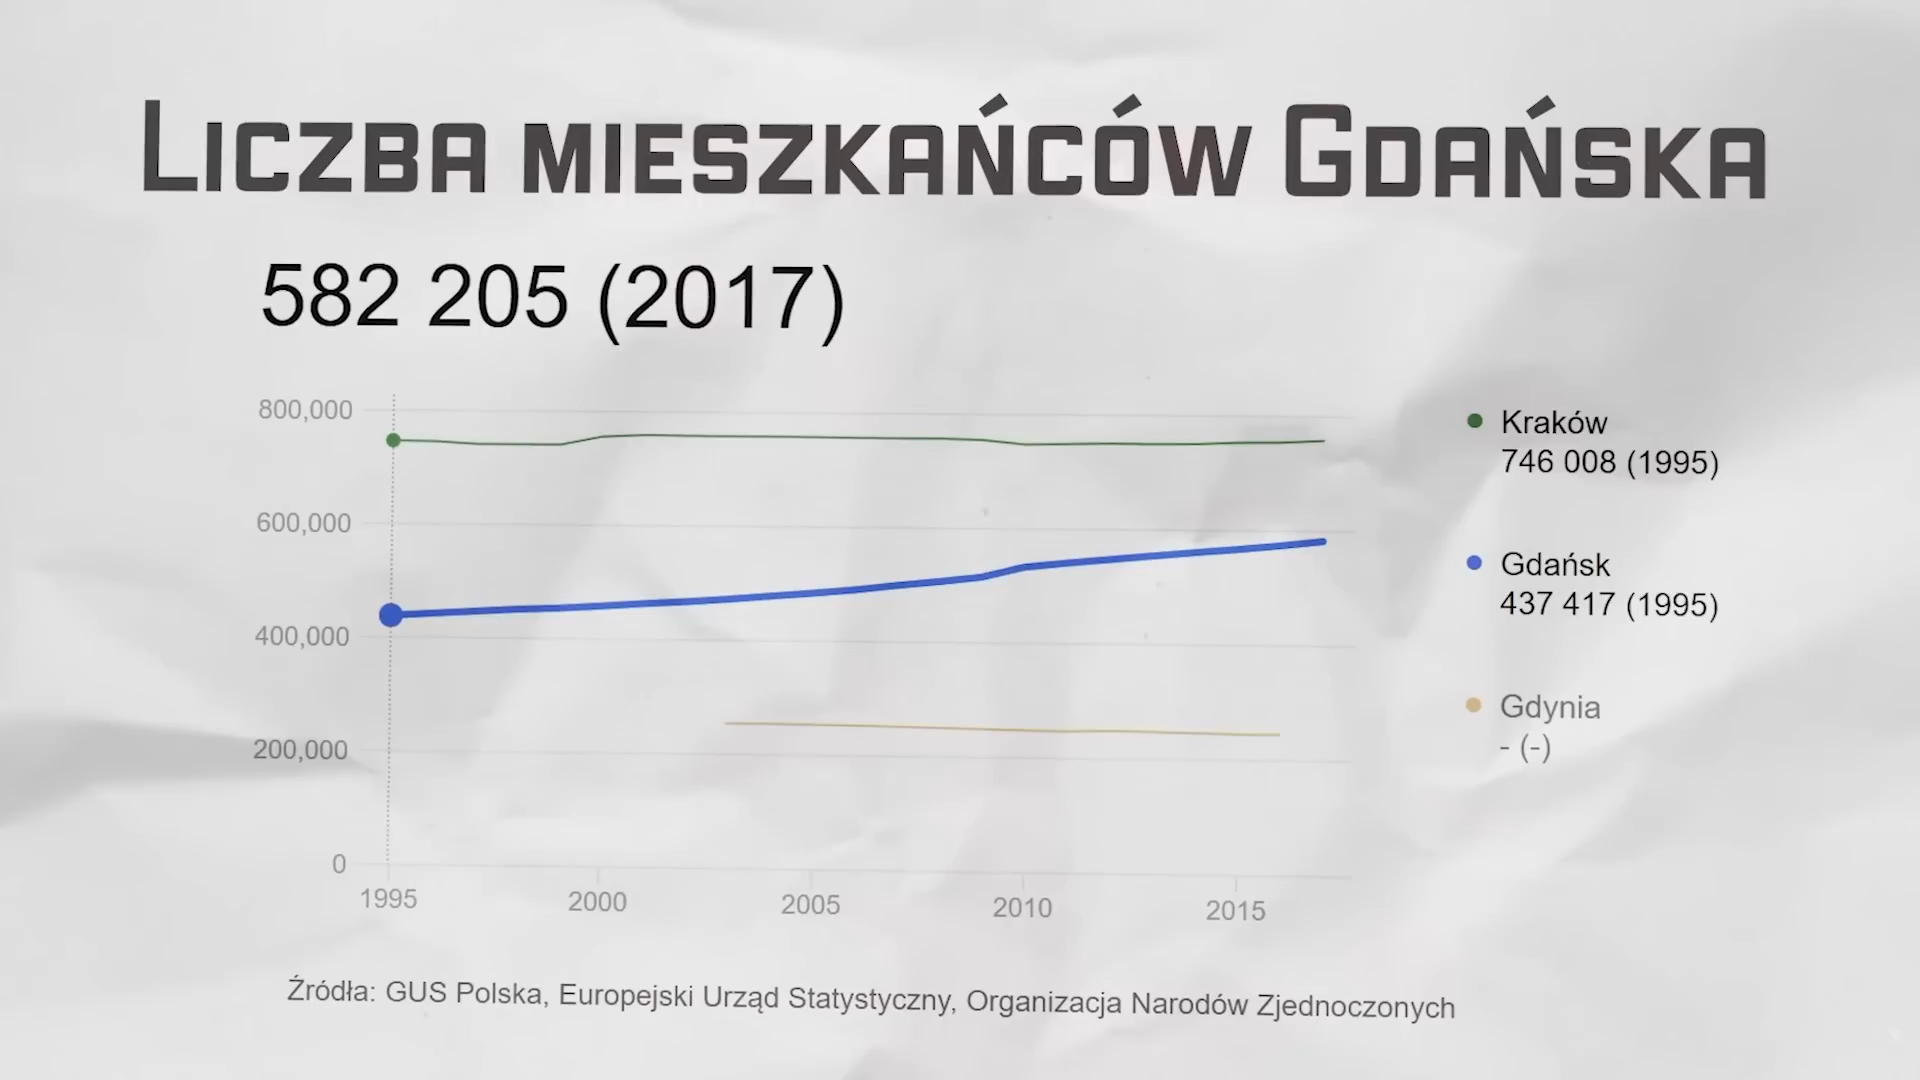 Liczba mieszkańców Gdańska
582 205 (2017)
800,000
600,000
400,000
200,000
0
1995
2000
2005
2010
2015
Kraków
746 008 (1995)
Gdańsk
437 417 (1995)
Gdynia
- (-)
Źródła: GUS Polska, Europejski Urząd Statystyczny, Organizacja Narodów Zjednoczonych